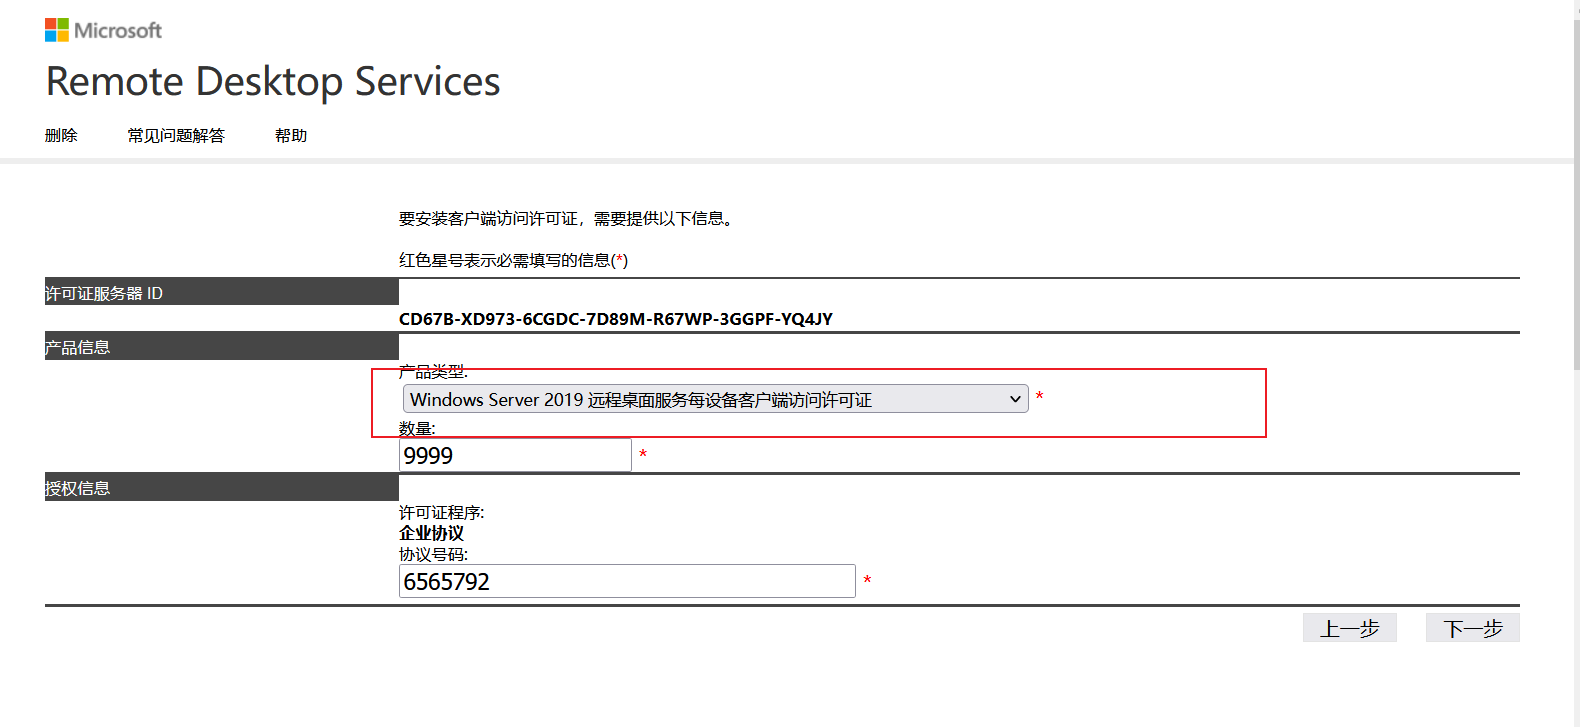 Microsoft
Remote Desktop Services
删除 常见问题解答 帮助
要安装客户端访问许可证，需要提供以下信息。
红色星号表示必需填写的信息(*)
许可证服务器 ID
CD67B-XD973-6CGDC-7D89M-R67WP-3GGPF-YQ4JY
产品信息
产品类型:
Windows Server 2019 远程桌面服务每设备客户端访问许可证 *
数量:
9999 *
授权信息
许可证程序:
企业协议
协议号码:
6565792 *
上一步 下一步